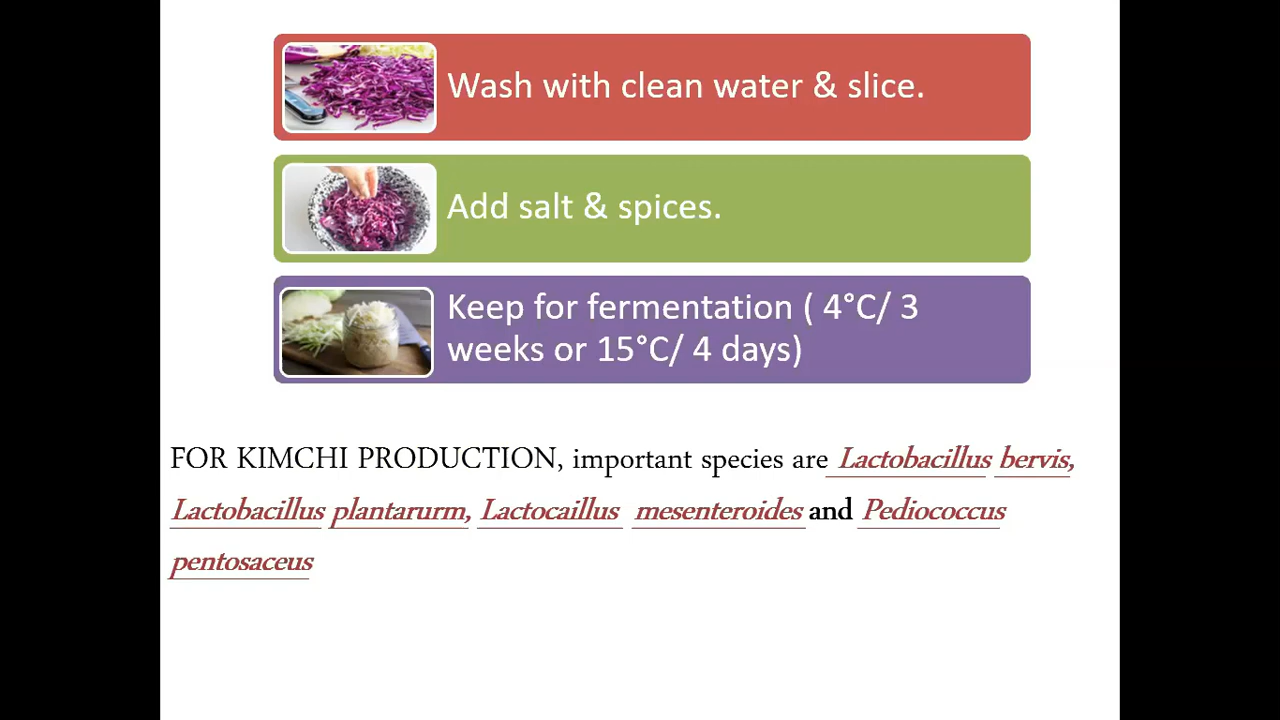 Wash with clean water & slice.
Add salt & spices.
Keep for fermentation ( 4°C/ 3
weeks or 15°C/ 4 days)
FOR KIMCHI PRODUCTION, important species are Lactobacillus bervis,
Lactobacillus plantarurm, Lactocaillus mesenteroides and Pediococcus
pentosaceus